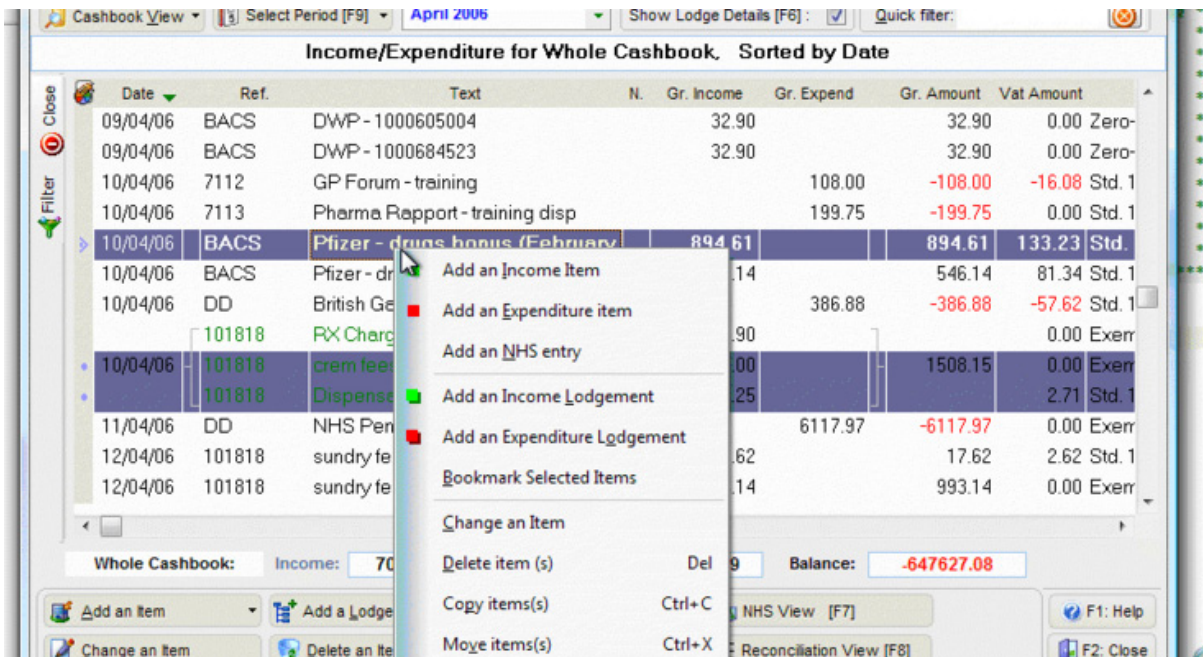 Cashbook View Select Period [F9] April 2006 Show Lodge Details [F6] : Quick filter:
Income/Expenditure for Whole Cashbook, Sorted by Date
Close
Filter
Date Ref. Text N. Gr. Income Gr. Expend Gr. Amount Vat Amount
09/04/06 BACS DWP - 1000605004 32.90 32.90 0.00 Zero-
09/04/06 BACS DWP - 1000684523 32.90 32.90 0.00 Zero-
10/04/06 7112 GP Forum - training 108.00 -108.00 -16.08 Std. 1
10/04/06 7113 Pharma Rapport - training disp 199.75 -199.75 0.00 Std. 1
10/04/06 BACS Pfizer - drugs bonus (February 894.61 894.61 133.23 Std.
10/04/06 BACS Pfizer - dr .14 546.14 81.34 Std. 1
10/04/06 DD British Ga 386.88 -386.88 -57.62 Std. 1
101818 RX Charg .90 0.00 Exem
10/04/06 101818 crem fee .00 1508.15 0.00 Exem
101818 Dispense .25 2.71 Std. 1
11/04/06 DD NHS Pen 6117.97 -6117.97 0.00 Exem
12/04/06 101818 sundry fe .62 17.62 2.62 Std. 1
12/04/06 101818 sundry fe .14 993.14 0.00 Exem
Add an Income Item
Add an Expenditure item
Add an NHS entry
Add an Income Lodgement
Add an Expenditure Lodgement
Bookmark Selected Items
Change an Item
Delete item (s) Del
Copy items(s) Ctrl+C
Move items(s) Ctrl+X
Whole Cashbook: Income: 70 9 Balance: -647627.08
Add an Item Add a Lodge NHS View [F7] F1: Help
Change an Item Delete an Ite Reconciliation View [F8] F2: Close